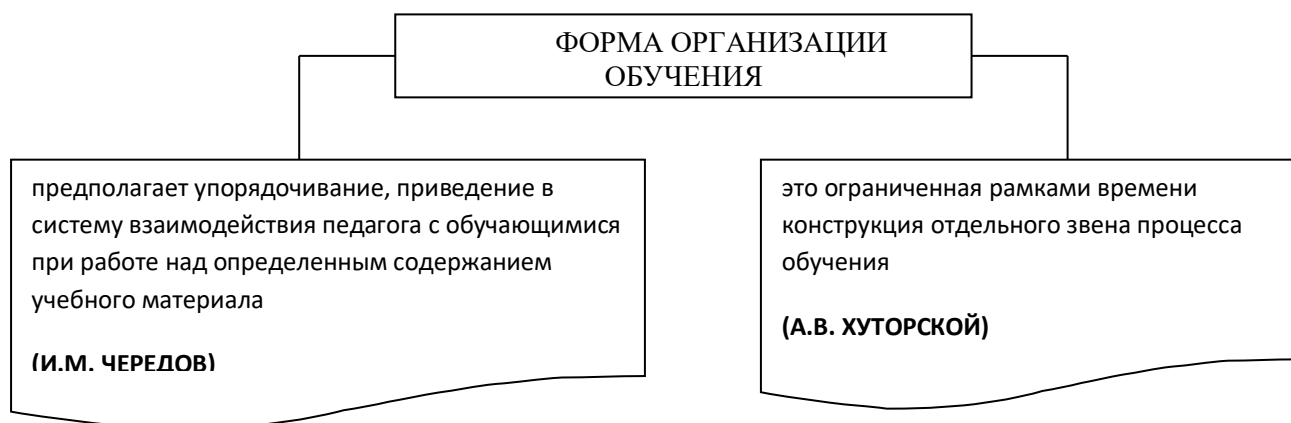 ФОРМА ОРГАНИЗАЦИИ
ОБУЧЕНИЯ
предполагает упорядочивание, приведение в
систему взаимодействия педагога с обучающимися
при работе над определенным содержанием
учебного материала
(И.М. ЧЕРЕДОВ)
это ограниченная рамками времени
конструкция отдельного звена процесса
обучения
(А.В. ХУТОРСКОЙ)